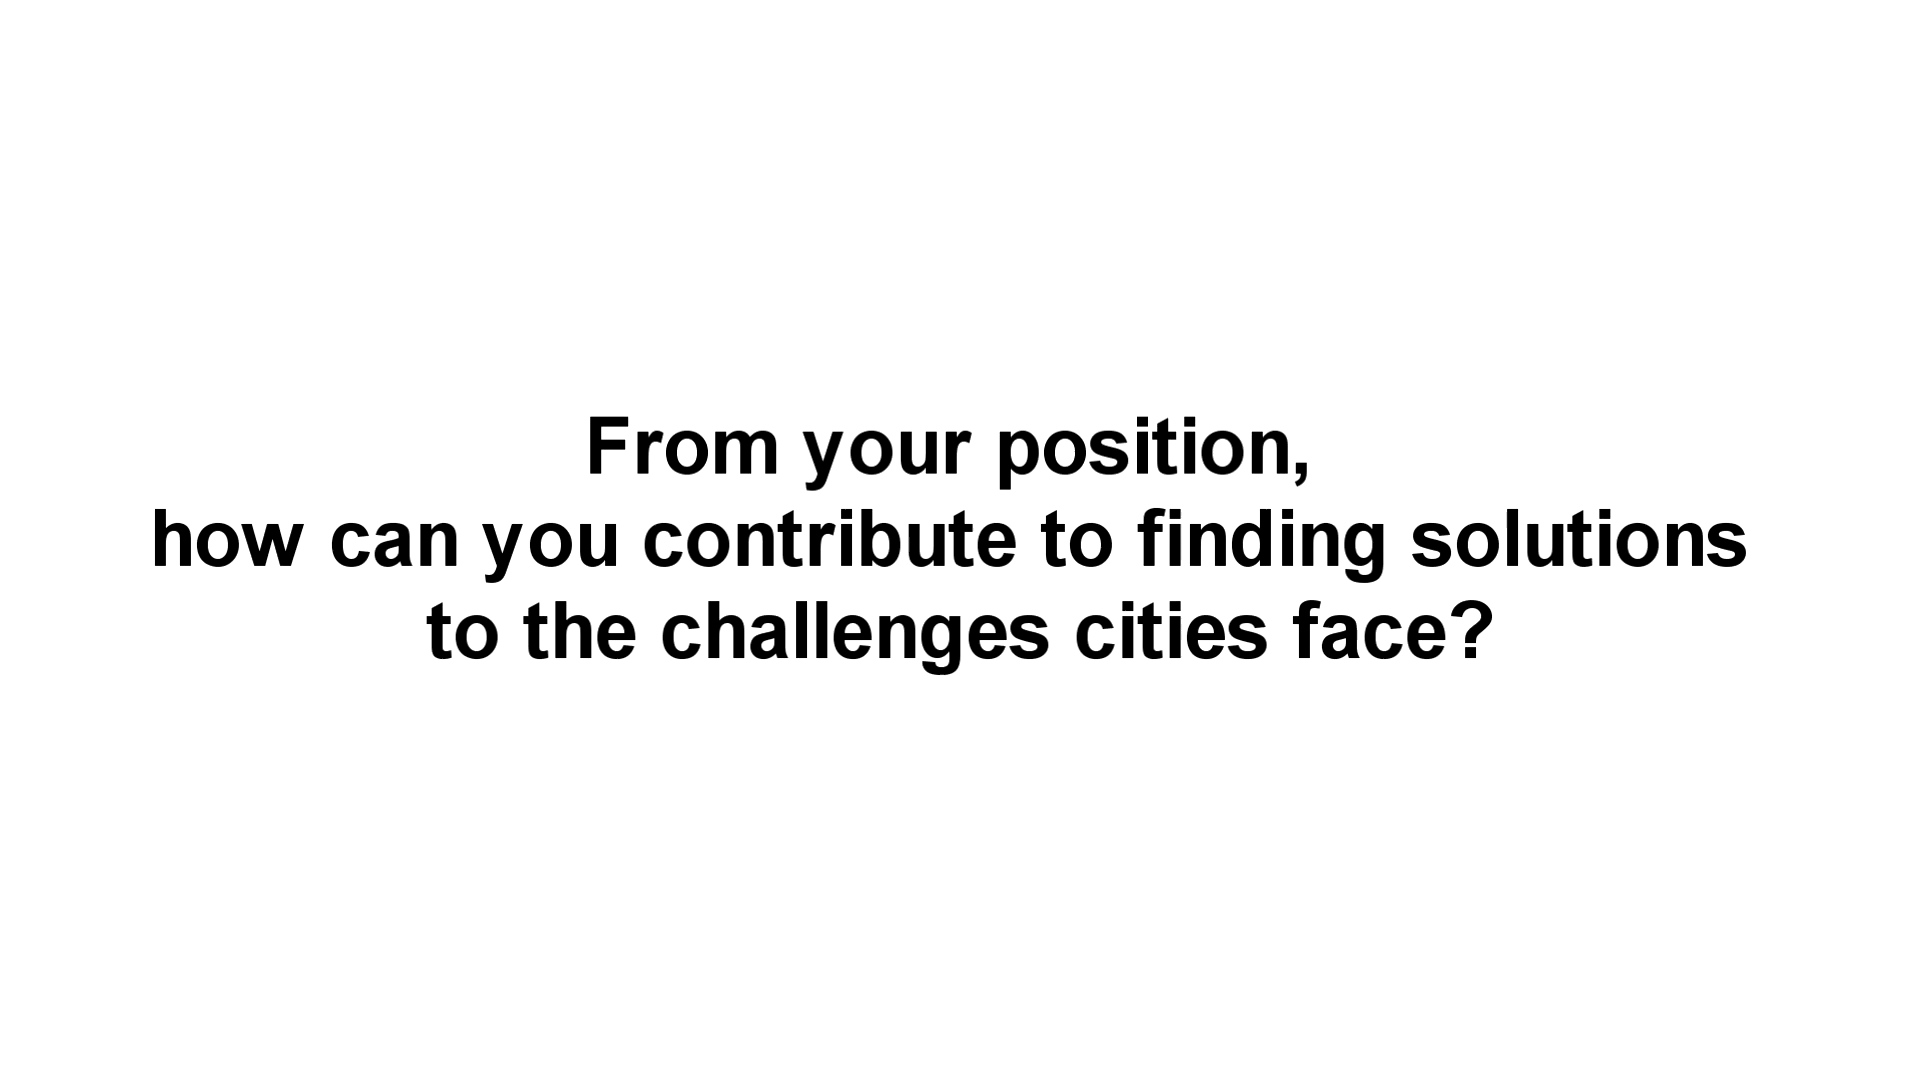 From your position,
how can you contribute to finding solutions
to the challenges cities face?